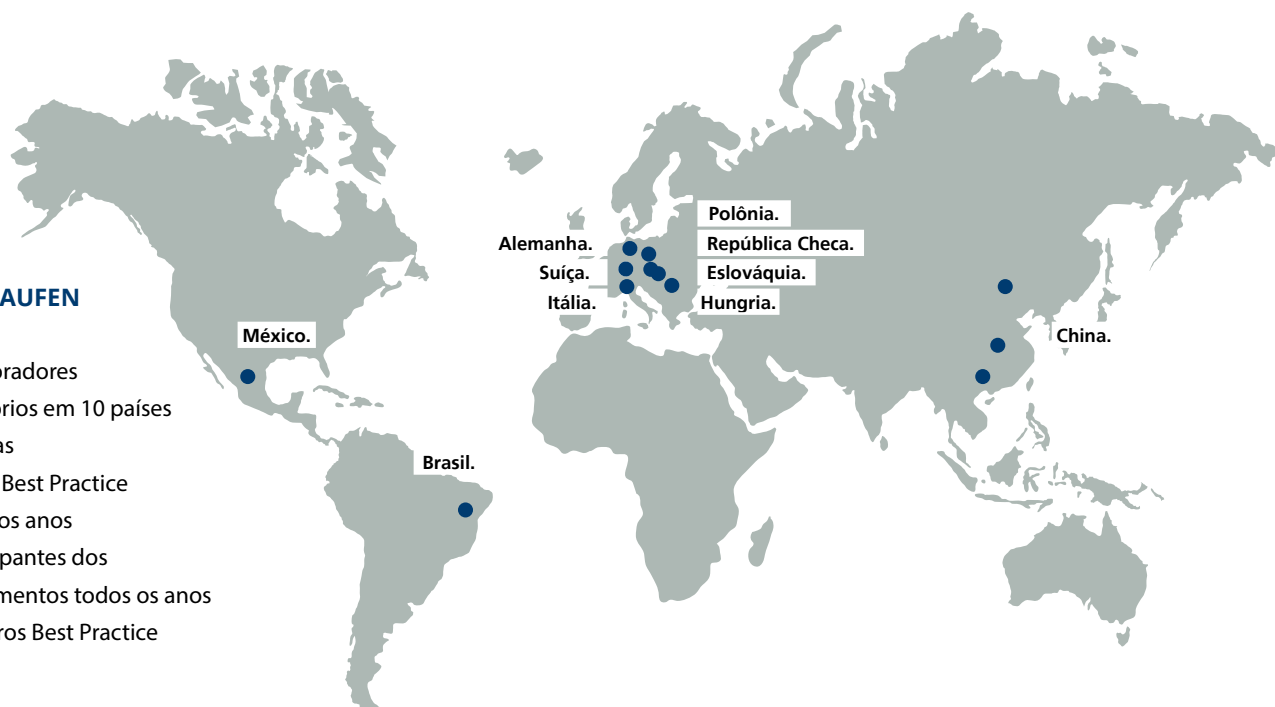 AUFEN
oradores
órios em 10 países
as
Best Practice
os anos
pantes dos
mentos todos os anos
ros Best Practice
México.
Brasil.
Alemanha.
Suíça.
Itália.
Polônia.
República Checa.
Eslováquia.
Hungria.
China.